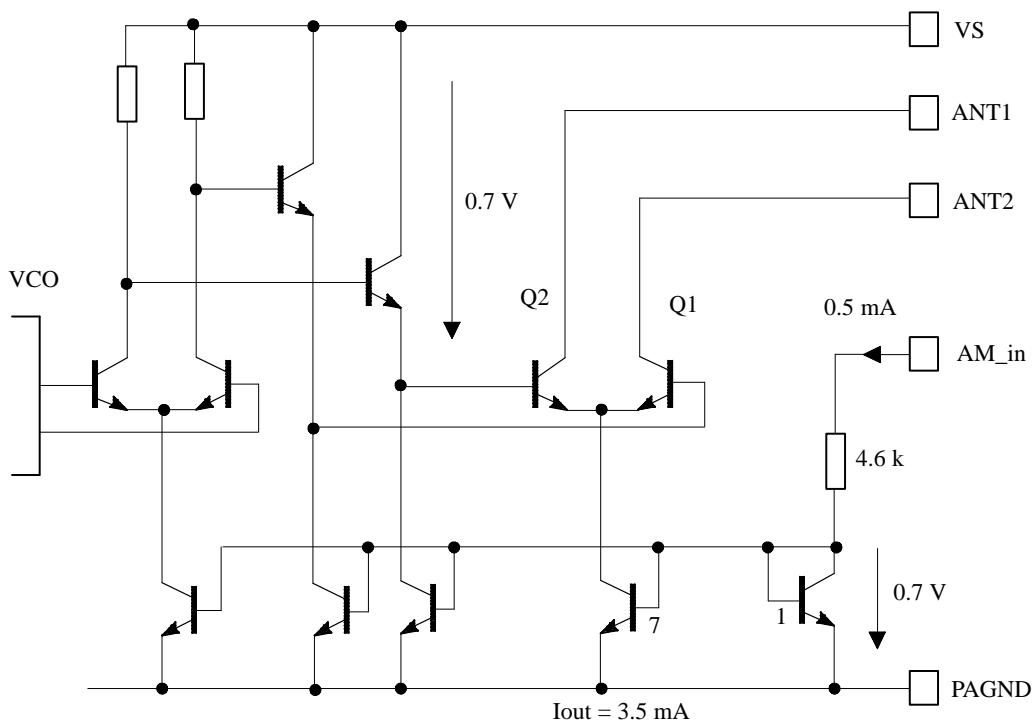 VS
ANT1
0.7 V
ANT2
VCO
Q2
Q1
0.5 mA
AM_in
4.6 k
0.7 V
1
7
PAGND
Iout = 3.5 mA